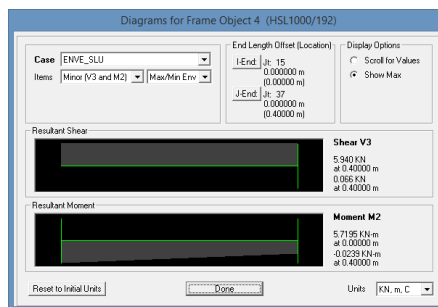 Diagrams for Frame Object 4 (HSL1000/192)
Case ENVE_SLU
Items Minor (V3 and M2) Max/Min Env
End Length Offset (Location)
I-End: Jt: 15
0.000000 m
(0.00000 m)
J-End: Jt: 37
0.000000 m
(0.40000 m)
Display Options
Scroll for Values
Show Max
Resultant Shear
Shear V3
5.940 KN
at 0.40000 m
0.066 KN
at 0.40000 m
Resultant Moment
Moment M2
5.7195 KN-m
at 0.00000 m
-0.0239 KN-m
at 0.40000 m
Reset to Initial Units
Done
Units KN, m, C